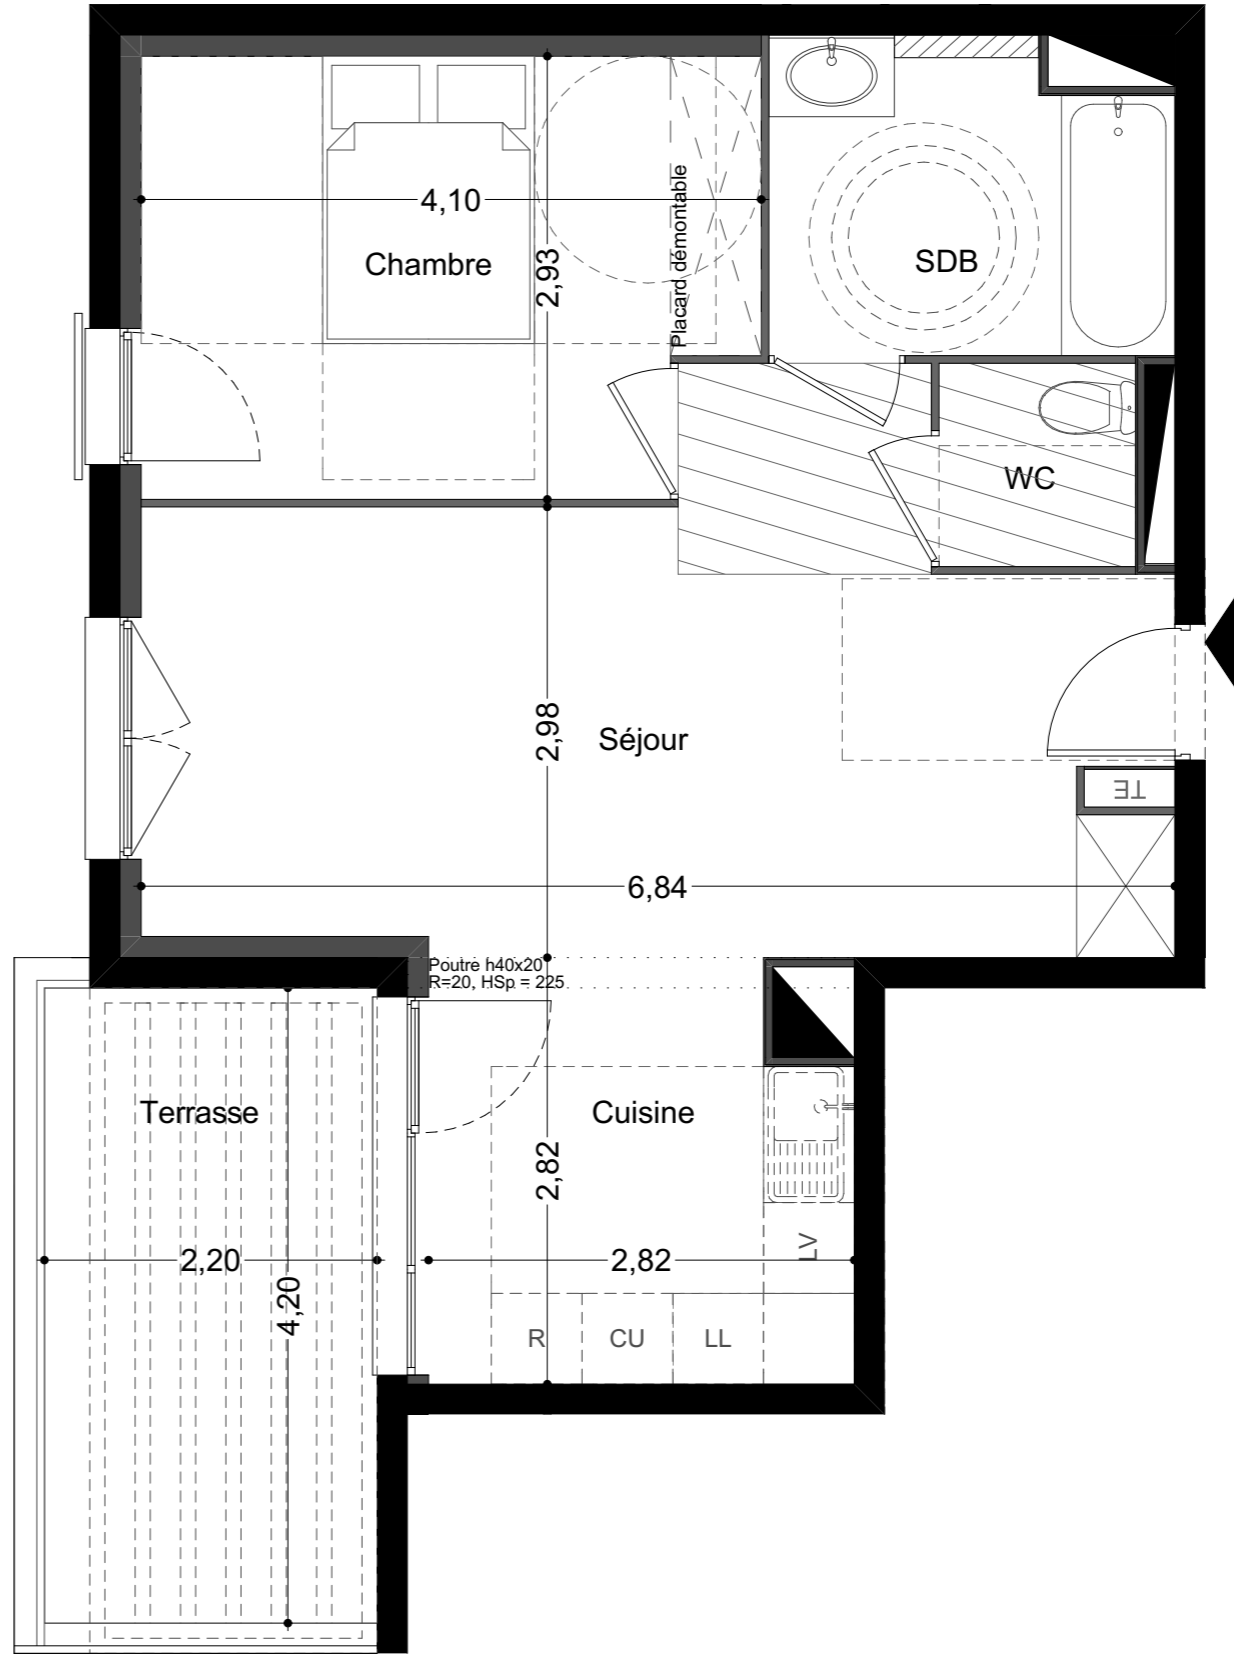 4,10
Chambre
2,93
Placard démontable
SDB
WC
2,98
Séjour
TE
6,84
Poutre h40x20
R=20, HSp = 225
Terrasse
Cuisine
2,82
2,20
4,20
2,82
LV
R
CU
LL